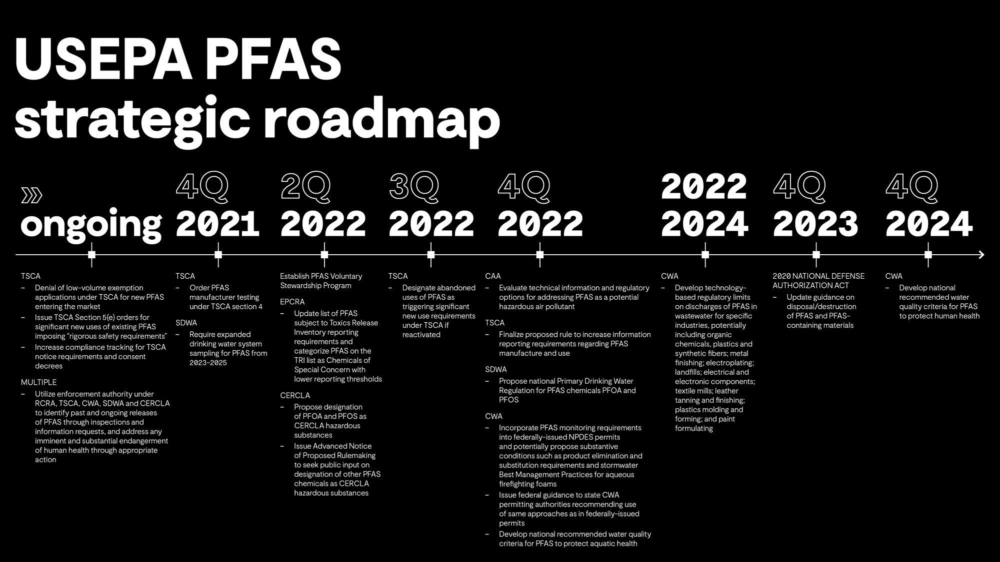 USEPA PFAS
strategic roadmap
»
ongoing
TSCA
– Denial of low-volume exemption
applications under TSCA for new PFAS
entering the market
– Issue TSCA Section 5(e) orders for
significant new uses of existing PFAS
imposing “rigorous safety requirements”
– Increase compliance tracking for TSCA
notice requirements and consent
decrees
MULTIPLE
– Utilize enforcement authority under
RCRA, TSCA, CWA, SDWA and CERCLA
to identify past and ongoing releases
of PFAS through inspections and
information requests, and address any
imminent and substantial endangerment
of human health through appropriate
action
4Q
2021
TSCA
– Order PFAS
manufacturer testing
under TSCA section 4
SDWA
– Require expanded
drinking water system
sampling for PFAS from
2023–2025
2Q
2022
Establish PFAS Voluntary
Stewardship Program
EPCRA
– Update list of PFAS
subject to Toxics Release
Inventory reporting
requirements and
categorize PFAS on the
TRI list as Chemicals of
Special Concern with
lower reporting thresholds
CERCLA
– Propose designation
of PFOA and PFOS as
CERCLA hazardous
substances
– Issue Advanced Notice
of Proposed Rulemaking
to seek public input on
designation of other PFAS
chemicals as CERCLA
hazardous substances
3Q
2022
TSCA
– Designate abandoned
uses of PFAS as
triggering significant
new use requirements
under TSCA if
reactivated
4Q
2022
CAA
– Evaluate technical information and regulatory
options for addressing PFAS as a potential
hazardous air pollutant
TSCA
– Finalize proposed rule to increase information
reporting requirements regarding PFAS
manufacture and use
SDWA
– Propose national Primary Drinking Water
Regulation for PFAS chemicals PFOA and
PFOS
CWA
– Incorporate PFAS monitoring requirements
into federally-issued NPDES permits
and potentially propose substantive
conditions such as product elimination and
substitution requirements and stormwater
Best Management Practices for aqueous
firefighting foams
– Issue federal guidance to state CWA
permitting authorities recommending use
of same approaches as in federally-issued
permits
– Develop national recommended water quality
criteria for PFAS to protect aquatic health
2022
2024
CWA
– Develop technology-
based regulatory limits
on discharges of PFAS in
wastewater for specific
industries, potentially
including organic
chemicals, plastics and
synthetic fibers; metal
finishing; electroplating;
landfills; electrical and
electronic components;
textile mills; leather
tanning and finishing;
plastics molding and
forming; and paint
formulating
4Q
2023
2020 NATIONAL DEFENSE
AUTHORIZATION ACT
– Update guidance on
disposal/destruction
of PFAS and PFAS-
containing materials
4Q
2024
CWA
– Develop national
recommended water
quality criteria for PFAS
to protect human health